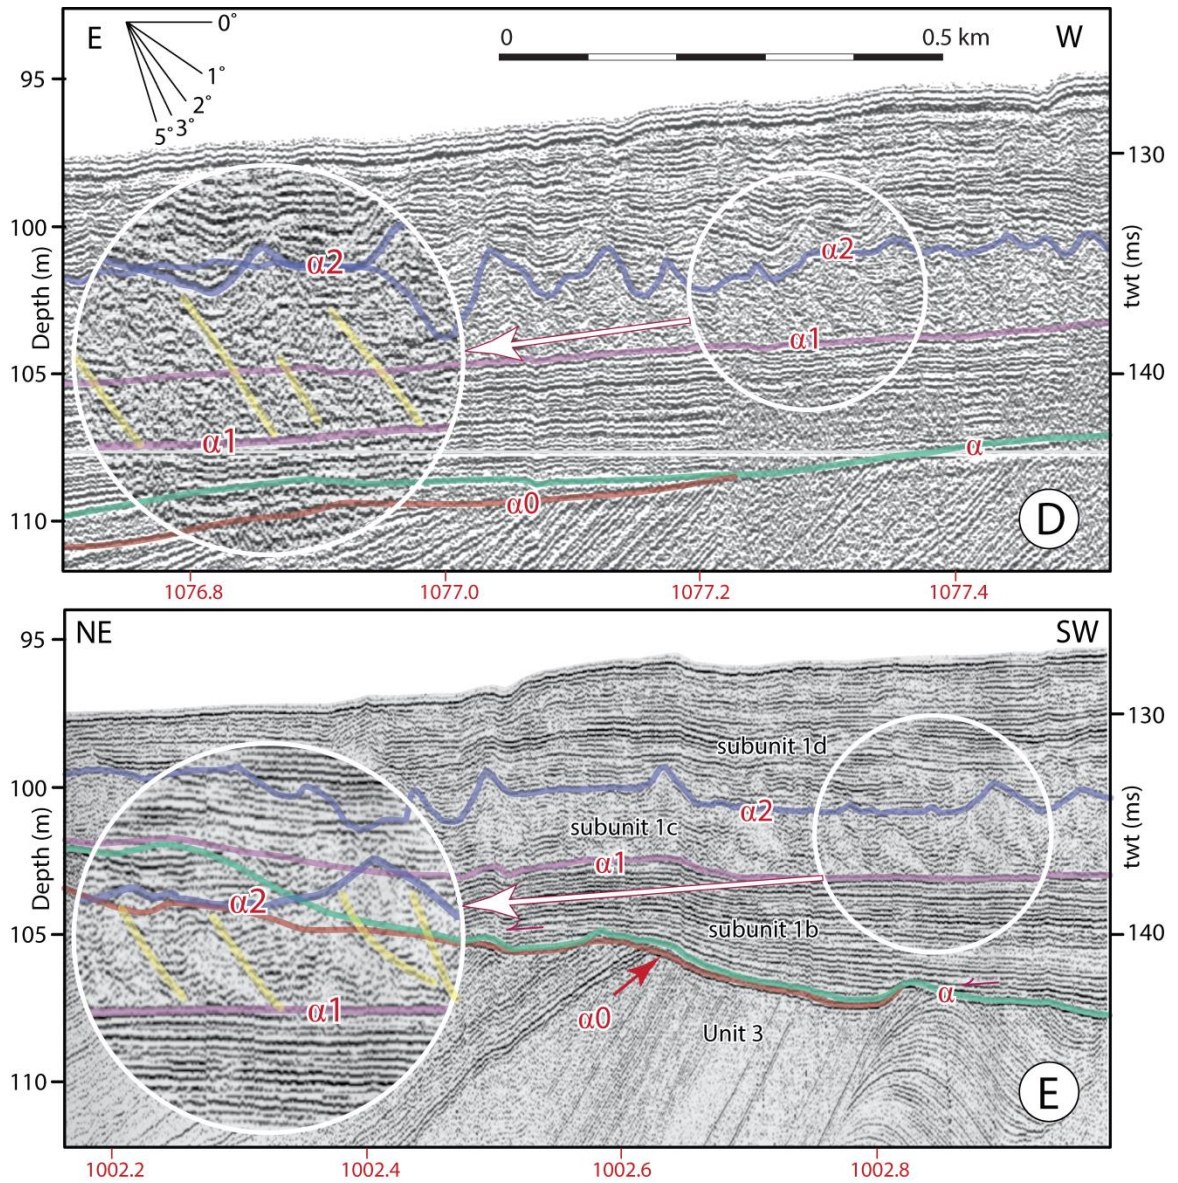 E
0°
1°
2°
3°
5°
0
0.5 km
W
95
100
105
110
Depth (m)
130
140
twt (ms)
α2
α2
α1
α1
α
α0
D
1076.8
1077.0
1077.2
1077.4
NE
SW
95
100
105
110
Depth (m)
130
140
twt (ms)
subunit 1d
α2
subunit 1c
α1
α2
subunit 1b
α
α1
α0
Unit 3
E
1002.2
1002.4
1002.6
1002.8